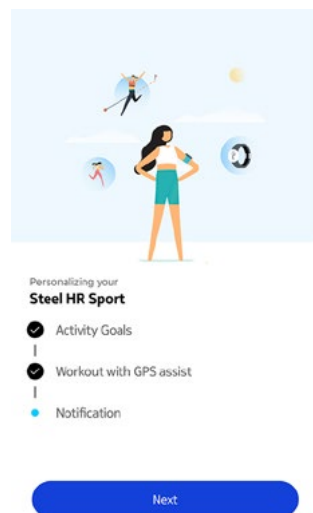 Personalizing your
Steel HR Sport
Activity Goals
Workout with GPS assist
Notification
Next